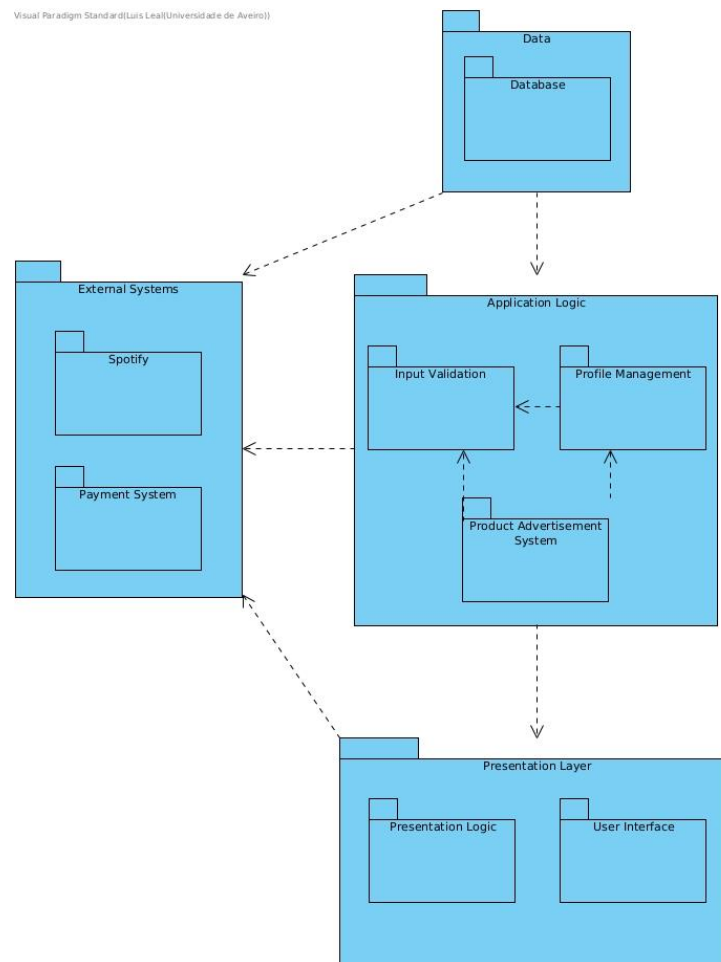 Visual Paradigm Standard(Luis Leal(Universidade de Aveiro))
Data
Database
External Systems
Spotify
Payment System
Application Logic
Input Validation
Profile Management
Product Advertisement
System
Presentation Layer
Presentation Logic
User Interface